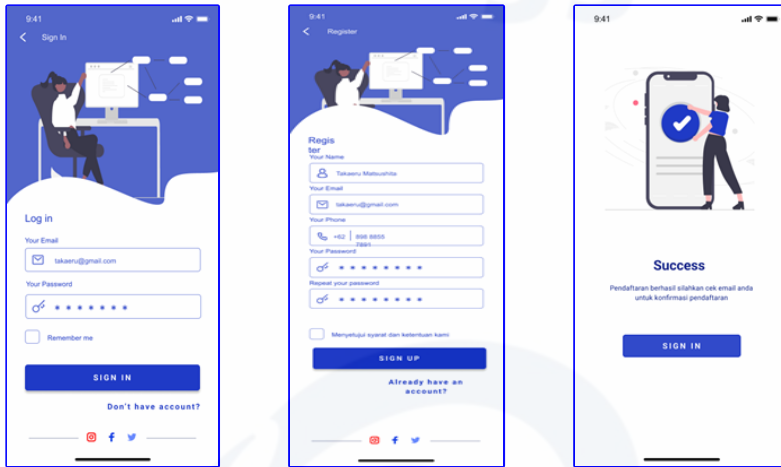 9:41
Sign In
Log in
Your Email
takaeru@gmail.com
Your Password
Remember me
SIGN IN
Don't have account?
9:41
Register
Regis
ter
Your Name
Takaeru Matsushita
Your Email
takaeru@gmail.com
Your Phone
+62 898 8855
7891
Your Password
Repeat your password
Menyetujui syarat dan ketentuan kami
SIGN UP
Already have an
account?
9:41
Success
Pendaftaran berhasil silahkan cek email anda
untuk konfirmasi pendaftaran
SIGN IN